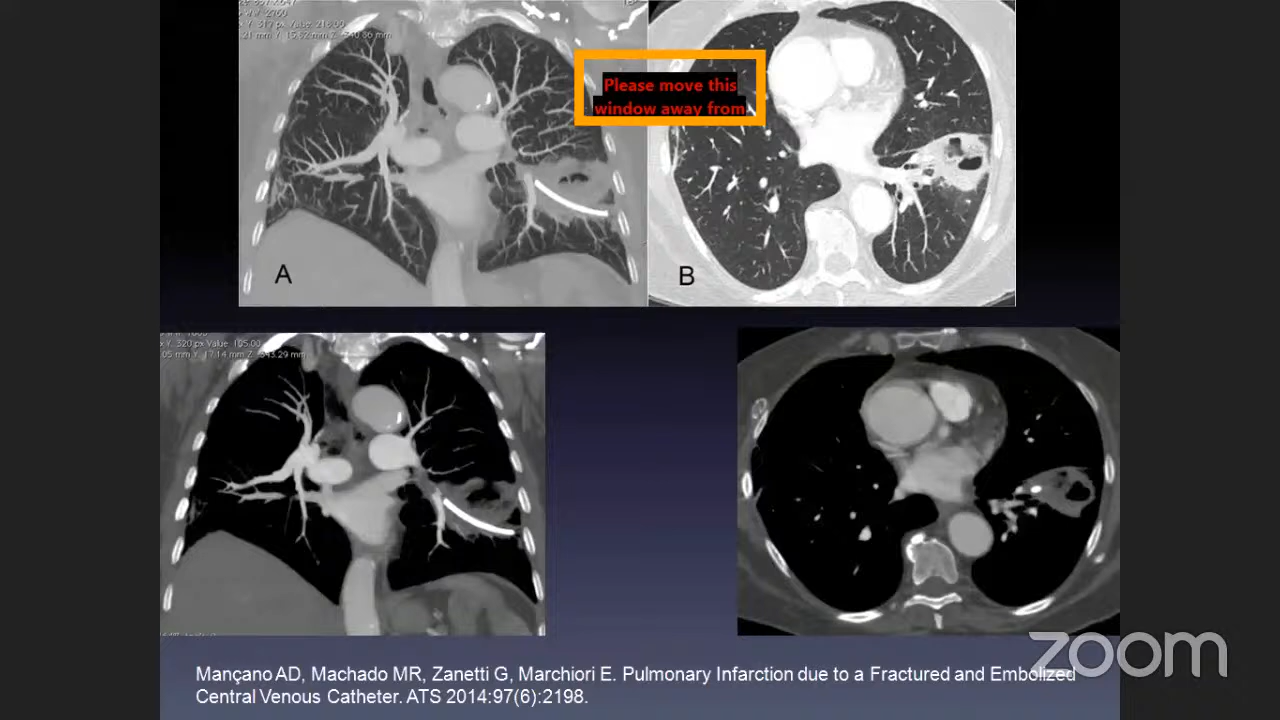 Please move this
window away from
A
B
zoom
Mançano AD, Machado MR, Zanetti G, Marchiori E. Pulmonary Infarction due to a Fractured and Embolized
Central Venous Catheter. ATS 2014:97(6):2198.